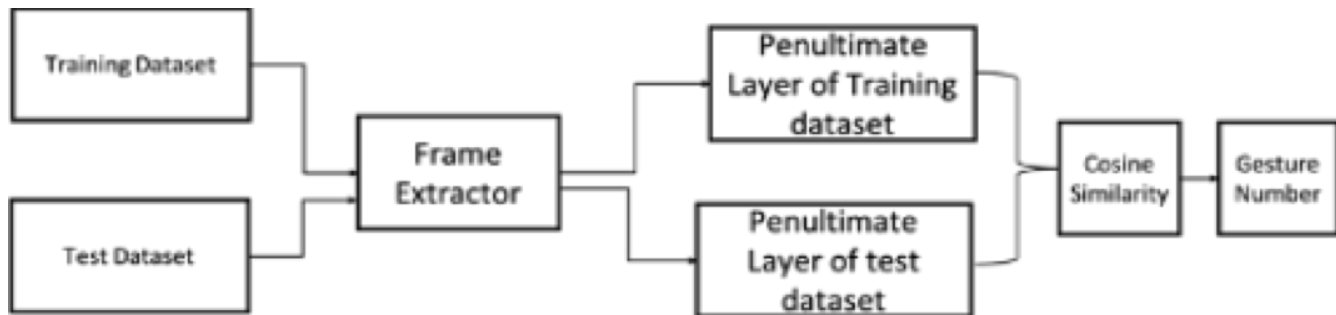 Training Dataset
Test Dataset
Frame
Extractor
Penultimate
Layer of Training
dataset
Penultimate
Layer of test
dataset
Cosine
Similarity
Gesture
Number